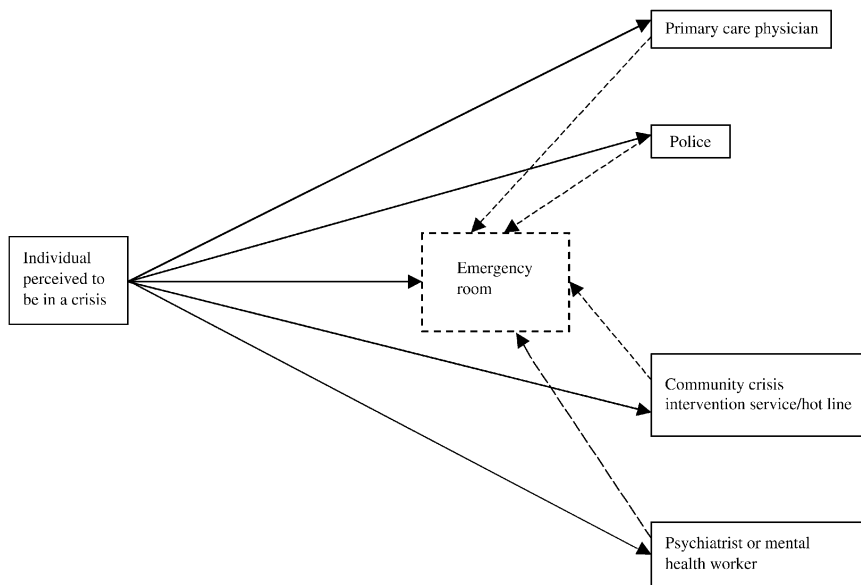 Primary care physician
Police
Individual
perceived to
be in a crisis
Emergency
room
Community crisis
intervention service/hot line
Psychiatrist or mental
health worker